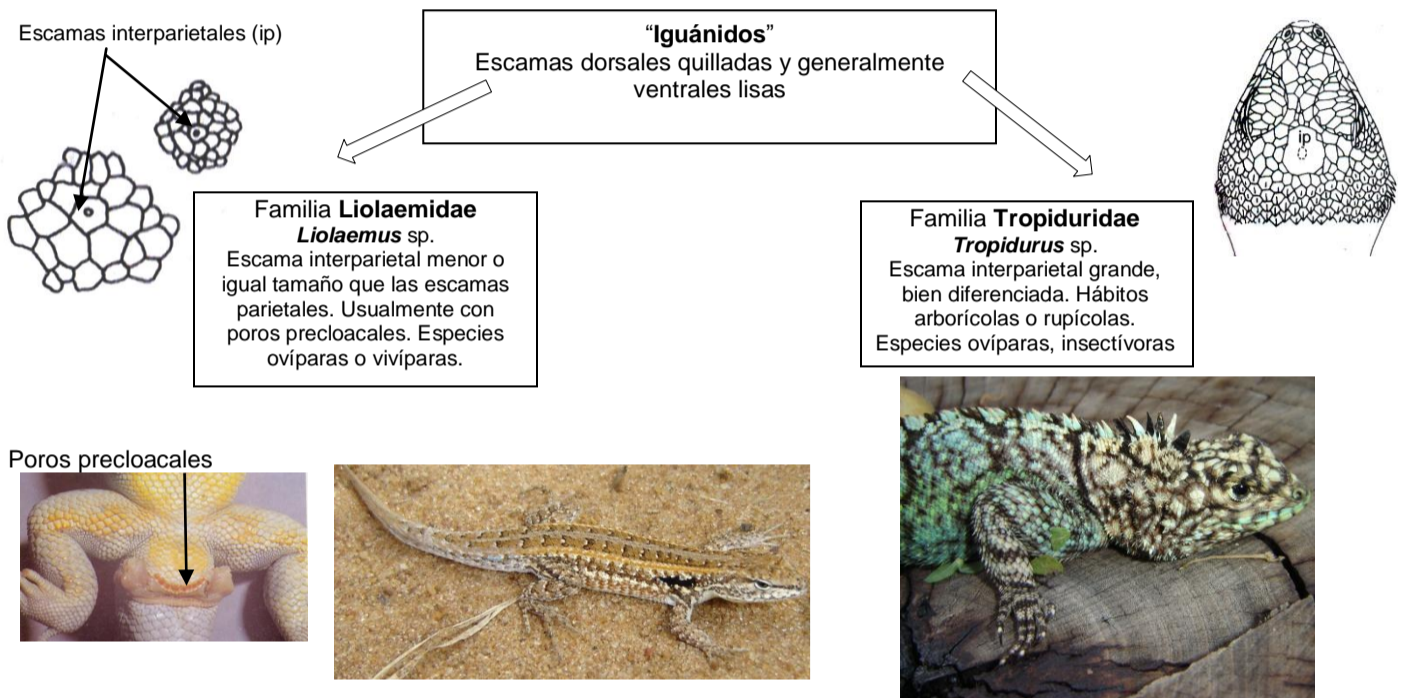 Escamas interparietales (ip)
“Iguánidos”
Escamas dorsales quilladas y generalmente
ventrales lisas
ip
Familia Liolaemidae
Liolaemus sp.
Escama interparietal menor o
igual tamaño que las escamas
parietales. Usualmente con
poros precloacales. Especies
ovíparas o vivíparas.
Familia Tropiduridae
Tropidurus sp.
Escama interparietal grande,
bien diferenciada. Hábitos
arborícolas o rupícolas.
Especies ovíparas, insectívoras
Poros precloacales